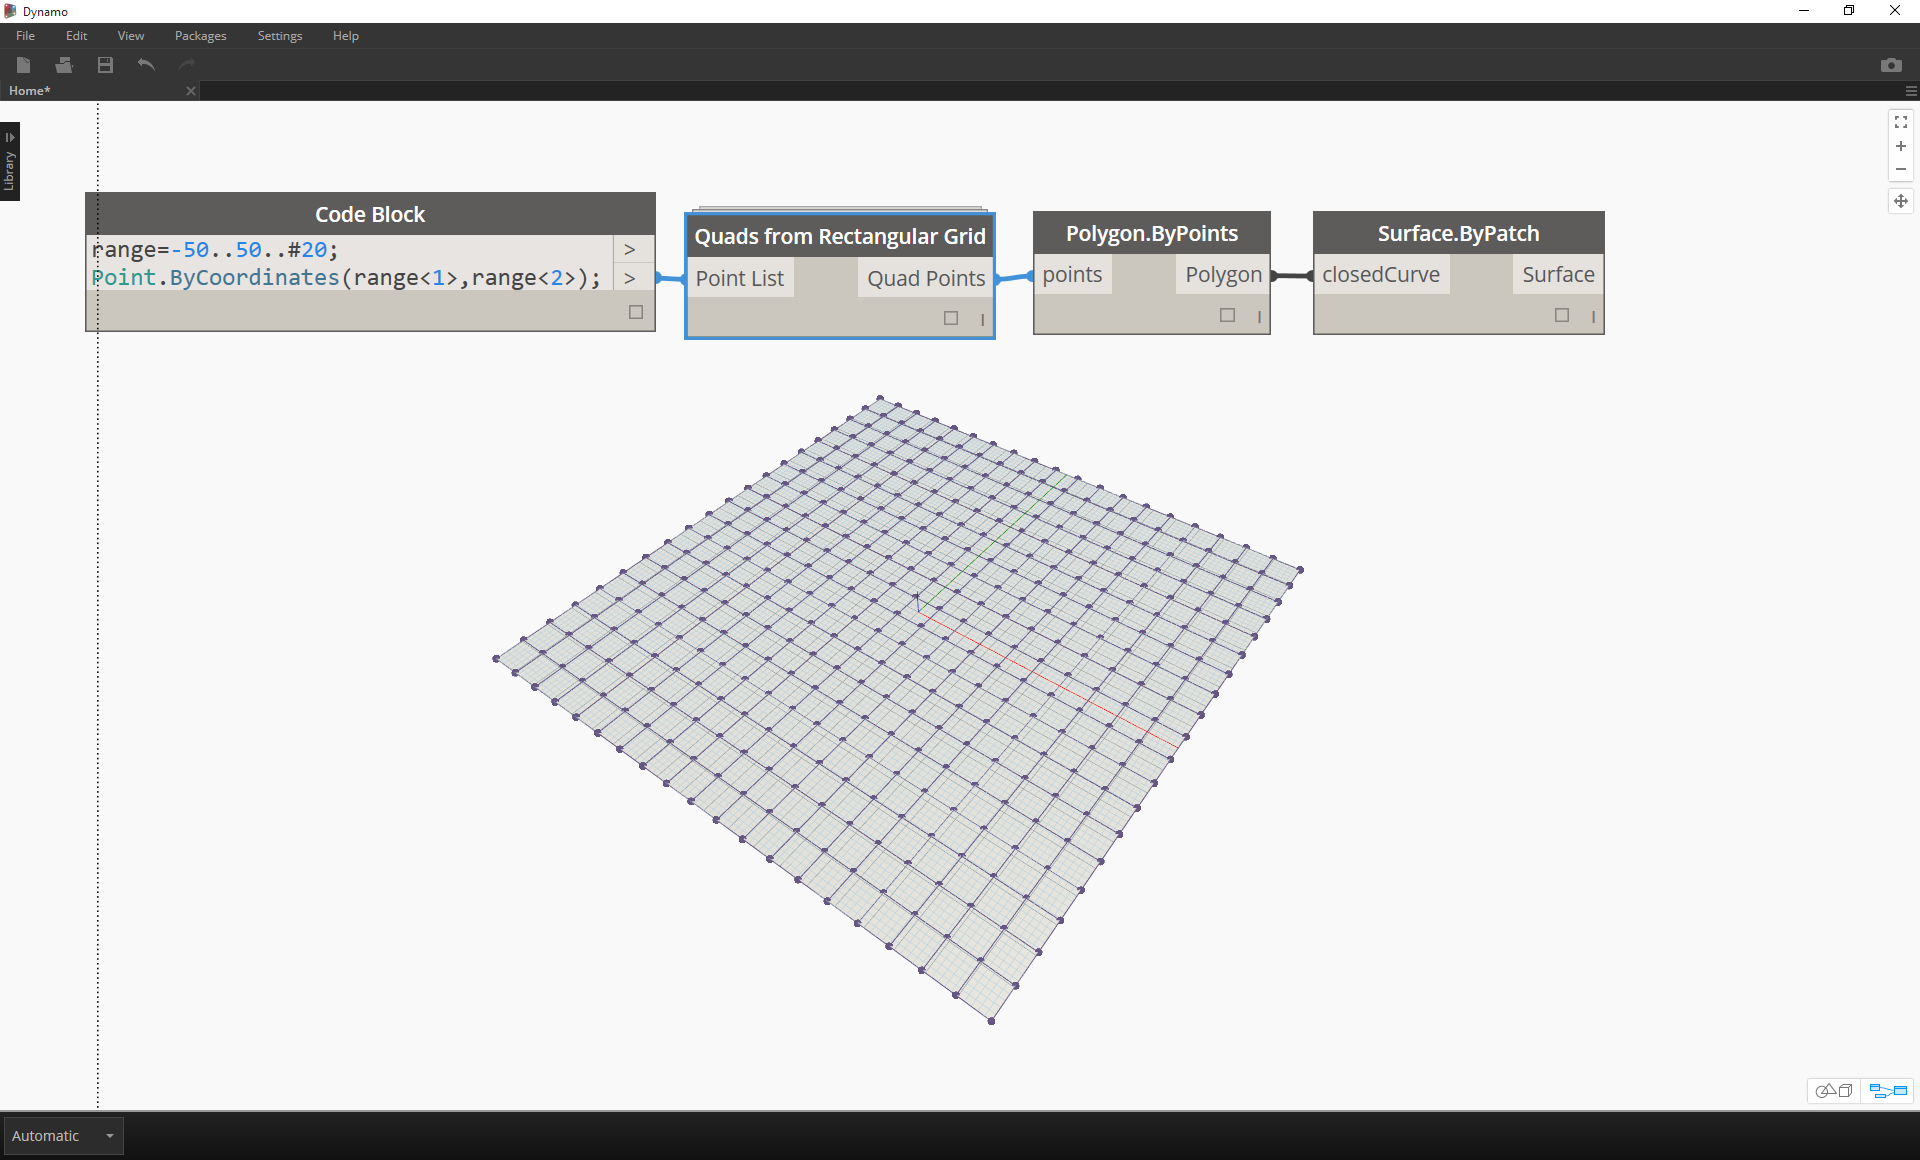 Dynamo
File Edit View Packages Settings Help
Home*
Library
Code Block
range=-50..50..#20; >
Point.ByCoordinates(range<1>,range<2>); >
Quads from Rectangular Grid
Point List Quad Points
Polygon.ByPoints
points Polygon
Surface.ByPatch
closedCurve Surface
Automatic